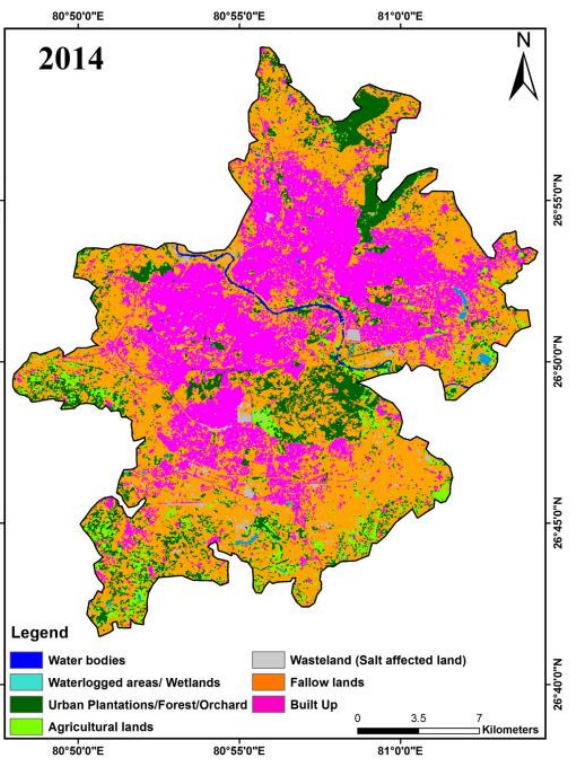 80°50'0"E 80°55'0"E 81°0'0"E
2014
N
26°55'0"N
26°50'0"N
26°45'0"N
26°40'0"N
Legend
Water bodies
Waterlogged areas/ Wetlands
Urban Plantations/Forest/Orchard
Agricultural lands
Wasteland (Salt affected land)
Fallow lands
Built Up
0 3.5 7
Kilometers
80°50'0"E 80°55'0"E 81°0'0"E